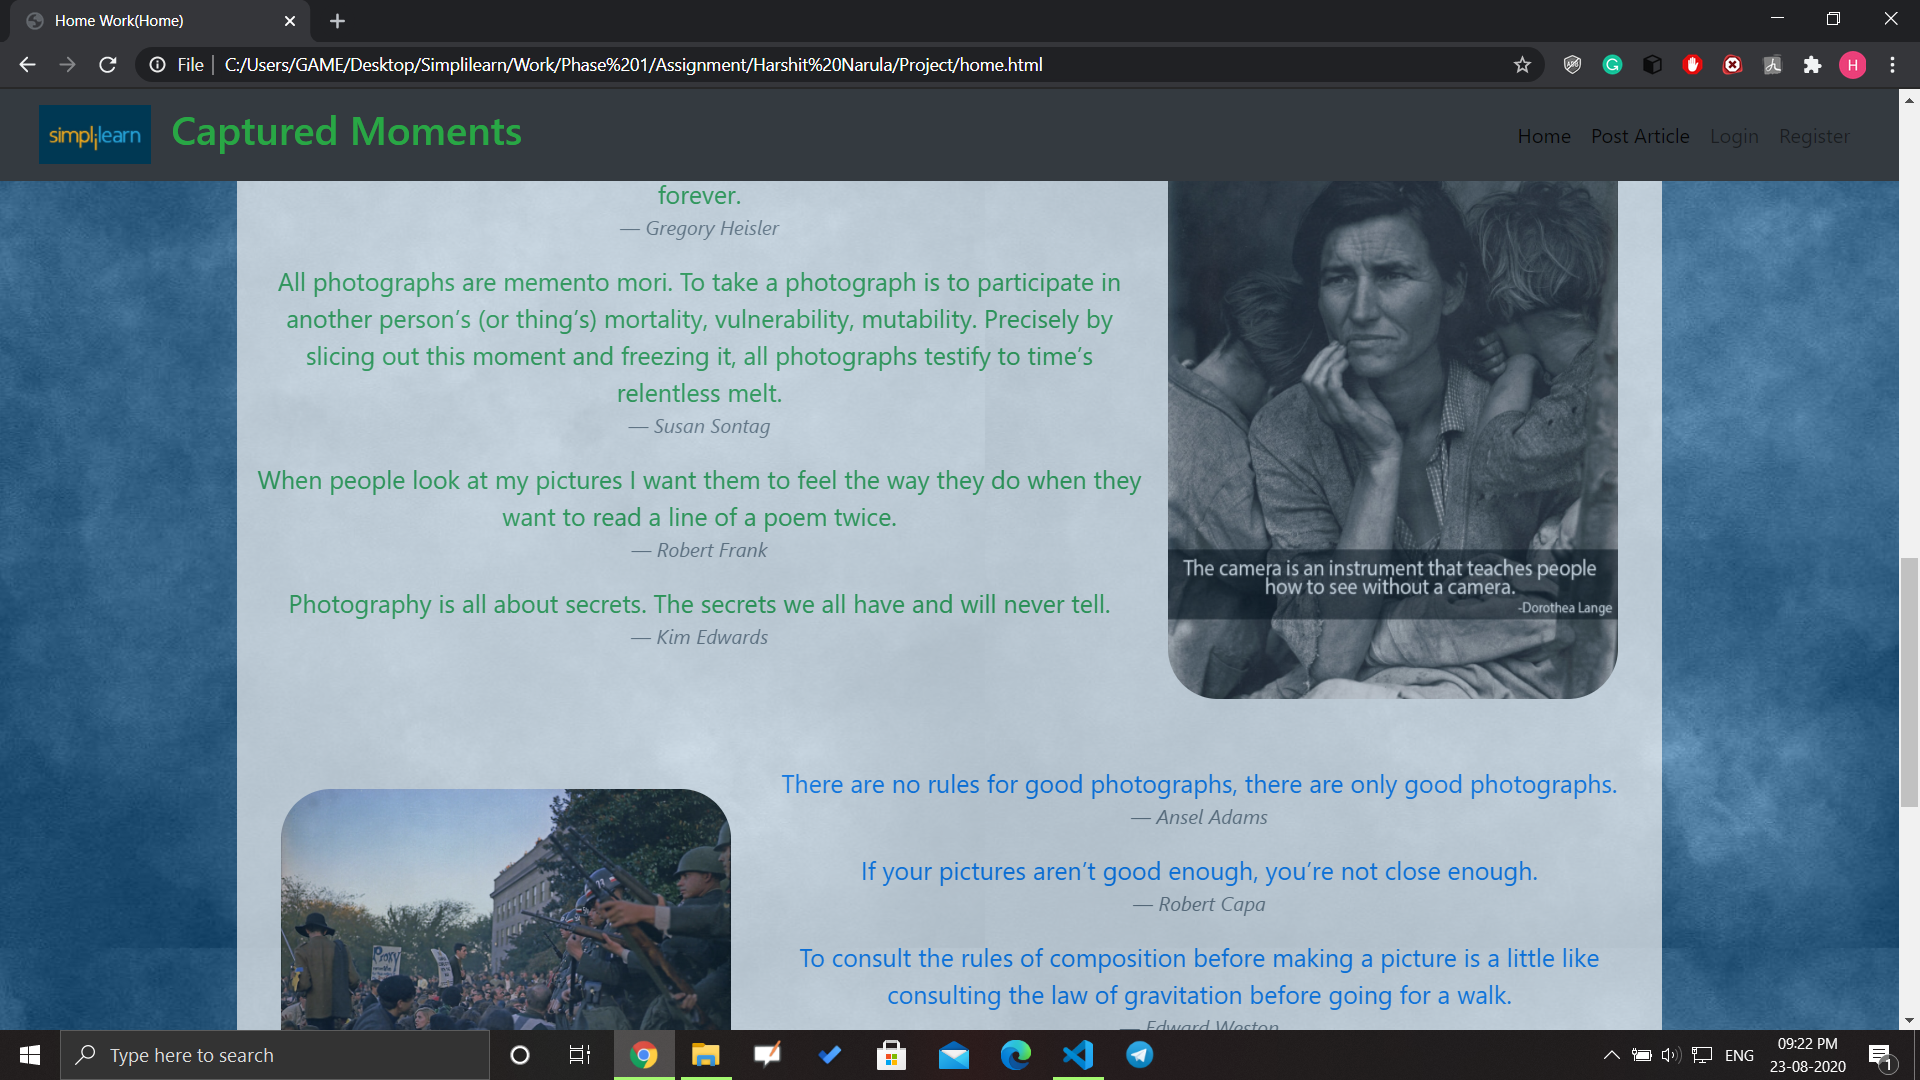 Home Work(Home)
File
C:/Users/GAME/Desktop/Simplilearn/Work/Phase%201/Assignment/Harshit%20Narula/Project/home.html
H
simplilearn
Captured Moments
Home Post Article Login Register
forever.
— Gregory Heisler
All photographs are memento mori. To take a photograph is to participate in
another person’s (or thing’s) mortality, vulnerability, mutability. Precisely by
slicing out this moment and freezing it, all photographs testify to time’s
relentless melt.
— Susan Sontag
When people look at my pictures I want them to feel the way they do when they
want to read a line of a poem twice.
— Robert Frank
Photography is all about secrets. The secrets we all have and will never tell.
— Kim Edwards
The camera is an instrument that teaches people
how to see without a camera.
-Dorothea Lange
There are no rules for good photographs, there are only good photographs.
— Ansel Adams
If your pictures aren’t good enough, you’re not close enough.
— Robert Capa
To consult the rules of composition before making a picture is a little like
consulting the law of gravitation before going for a walk.
— Edward Weston
Proxy
Type here to search
ENG
09:22 PM
23-08-2020
1